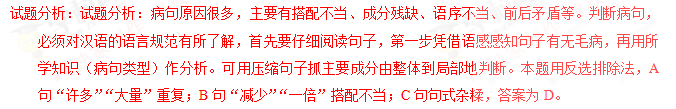 试题分析：试题分析：病句原因很多，主要有搭配不当、成分残缺、语序不当、前后矛盾等。判断病句，
必须对汉语的语言规范有所了解，首先要仔细阅读句子，第一步凭借语感感知句子有无毛病，再用所
学知识（病句类型）作分析。可用压缩句子抓主要成分由整体到局部地判断。本题用反选排除法，A
句“许多”“大量”重复；B 句“减少”“一倍”搭配不当；C 句句式杂糅，答案为 D。